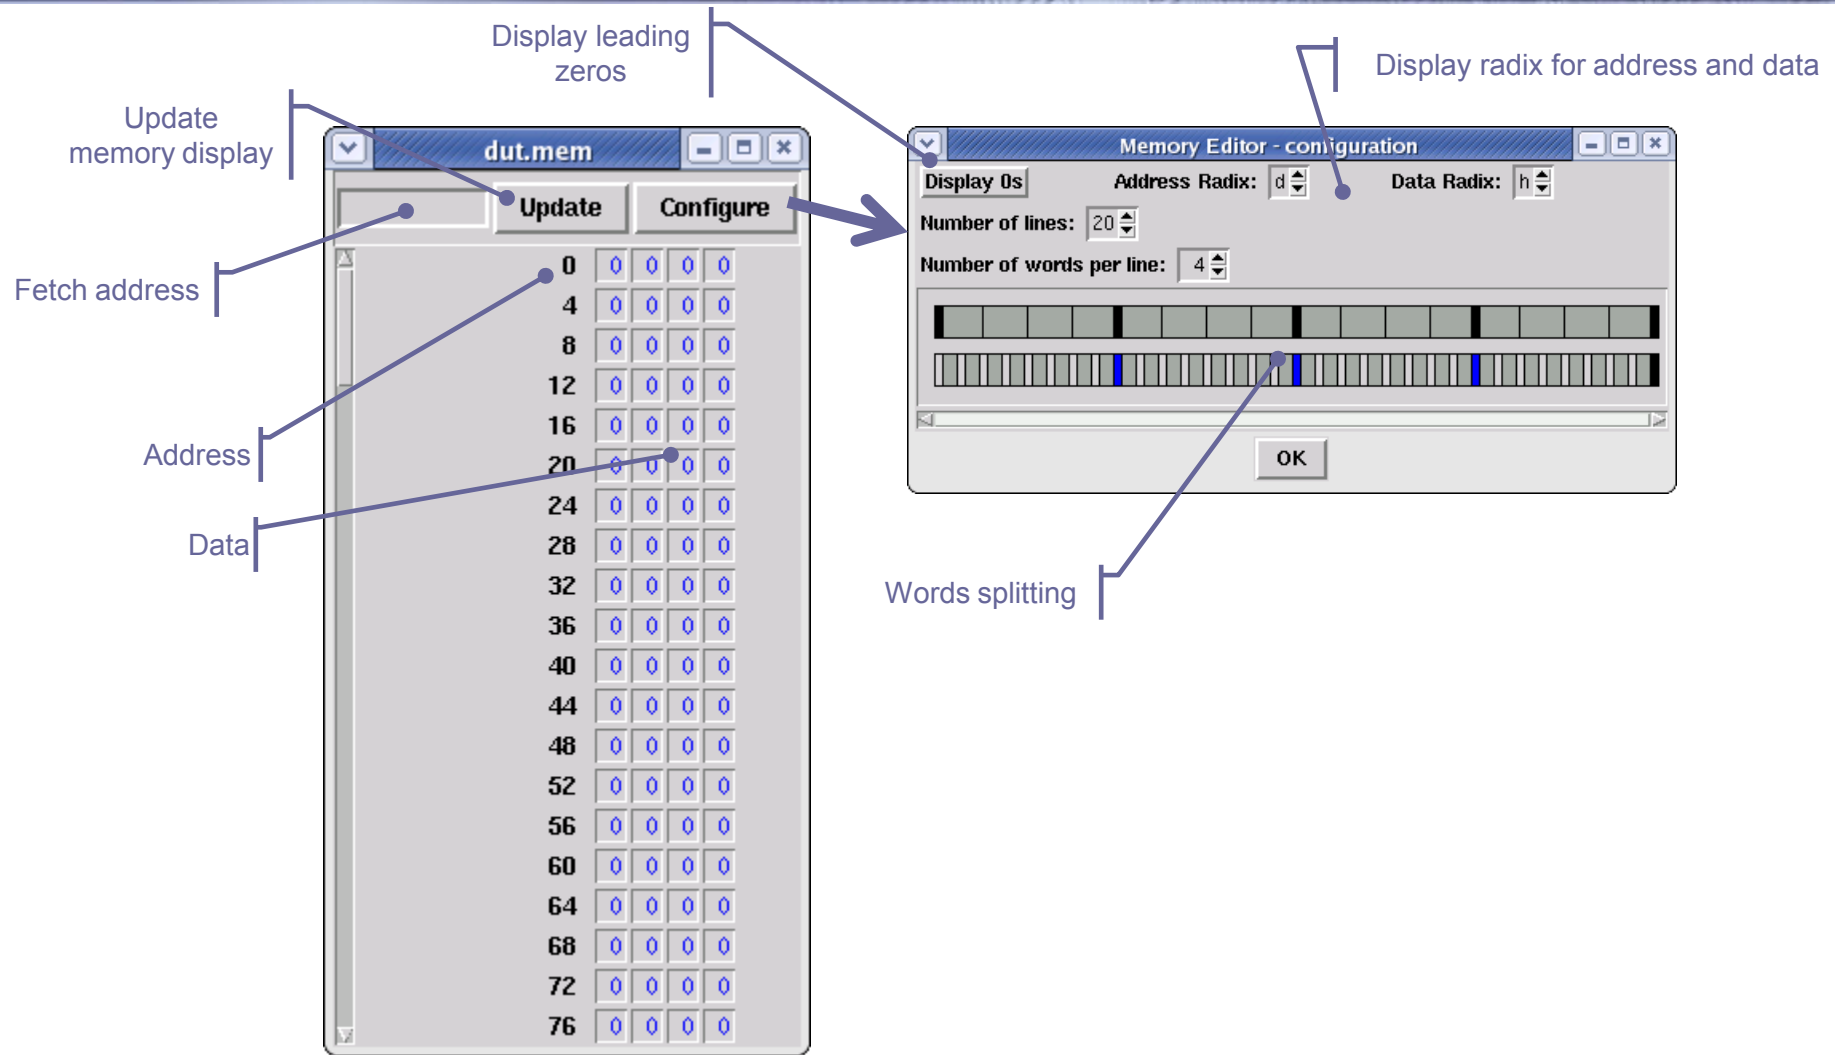 Display leading
zeros
Display radix for address and data
Update
memory display
dut.mem
Update
Configure
Fetch address
Address
Data
0 0 0 0 0
4 0 0 0 0
8 0 0 0 0
12 0 0 0 0
16 0 0 0 0
20 0 0 0 0
24 0 0 0 0
28 0 0 0 0
32 0 0 0 0
36 0 0 0 0
40 0 0 0 0
44 0 0 0 0
48 0 0 0 0
52 0 0 0 0
56 0 0 0 0
60 0 0 0 0
64 0 0 0 0
68 0 0 0 0
72 0 0 0 0
76 0 0 0 0
Memory Editor - configuration
Display 0s Address Radix: d Data Radix: h
Number of lines: 20
Number of words per line: 4
OK
Words splitting